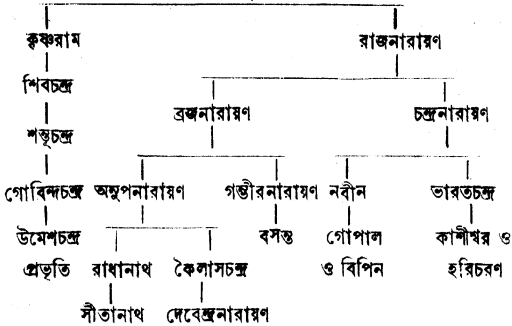 কৃষ্ণরাম রাজনারায়ণ
শিবচন্দ্র
ব্রজনারায়ণ চন্দ্রনারায়ণ
শম্ভূচন্দ্র
গোবিন্দচন্দ্র অনুপনারায়ণ গম্ভীরনারায়ণ নবীন ভারতচন্দ্র
উমেশচন্দ্র বসন্ত গোপাল কাশীশ্বর ও
প্রভৃতি রাধানাথ কৈলাসচন্দ্র ও বিপিন হরিচরণ
সীতানাথ দেবেন্দ্রনারায়ণ